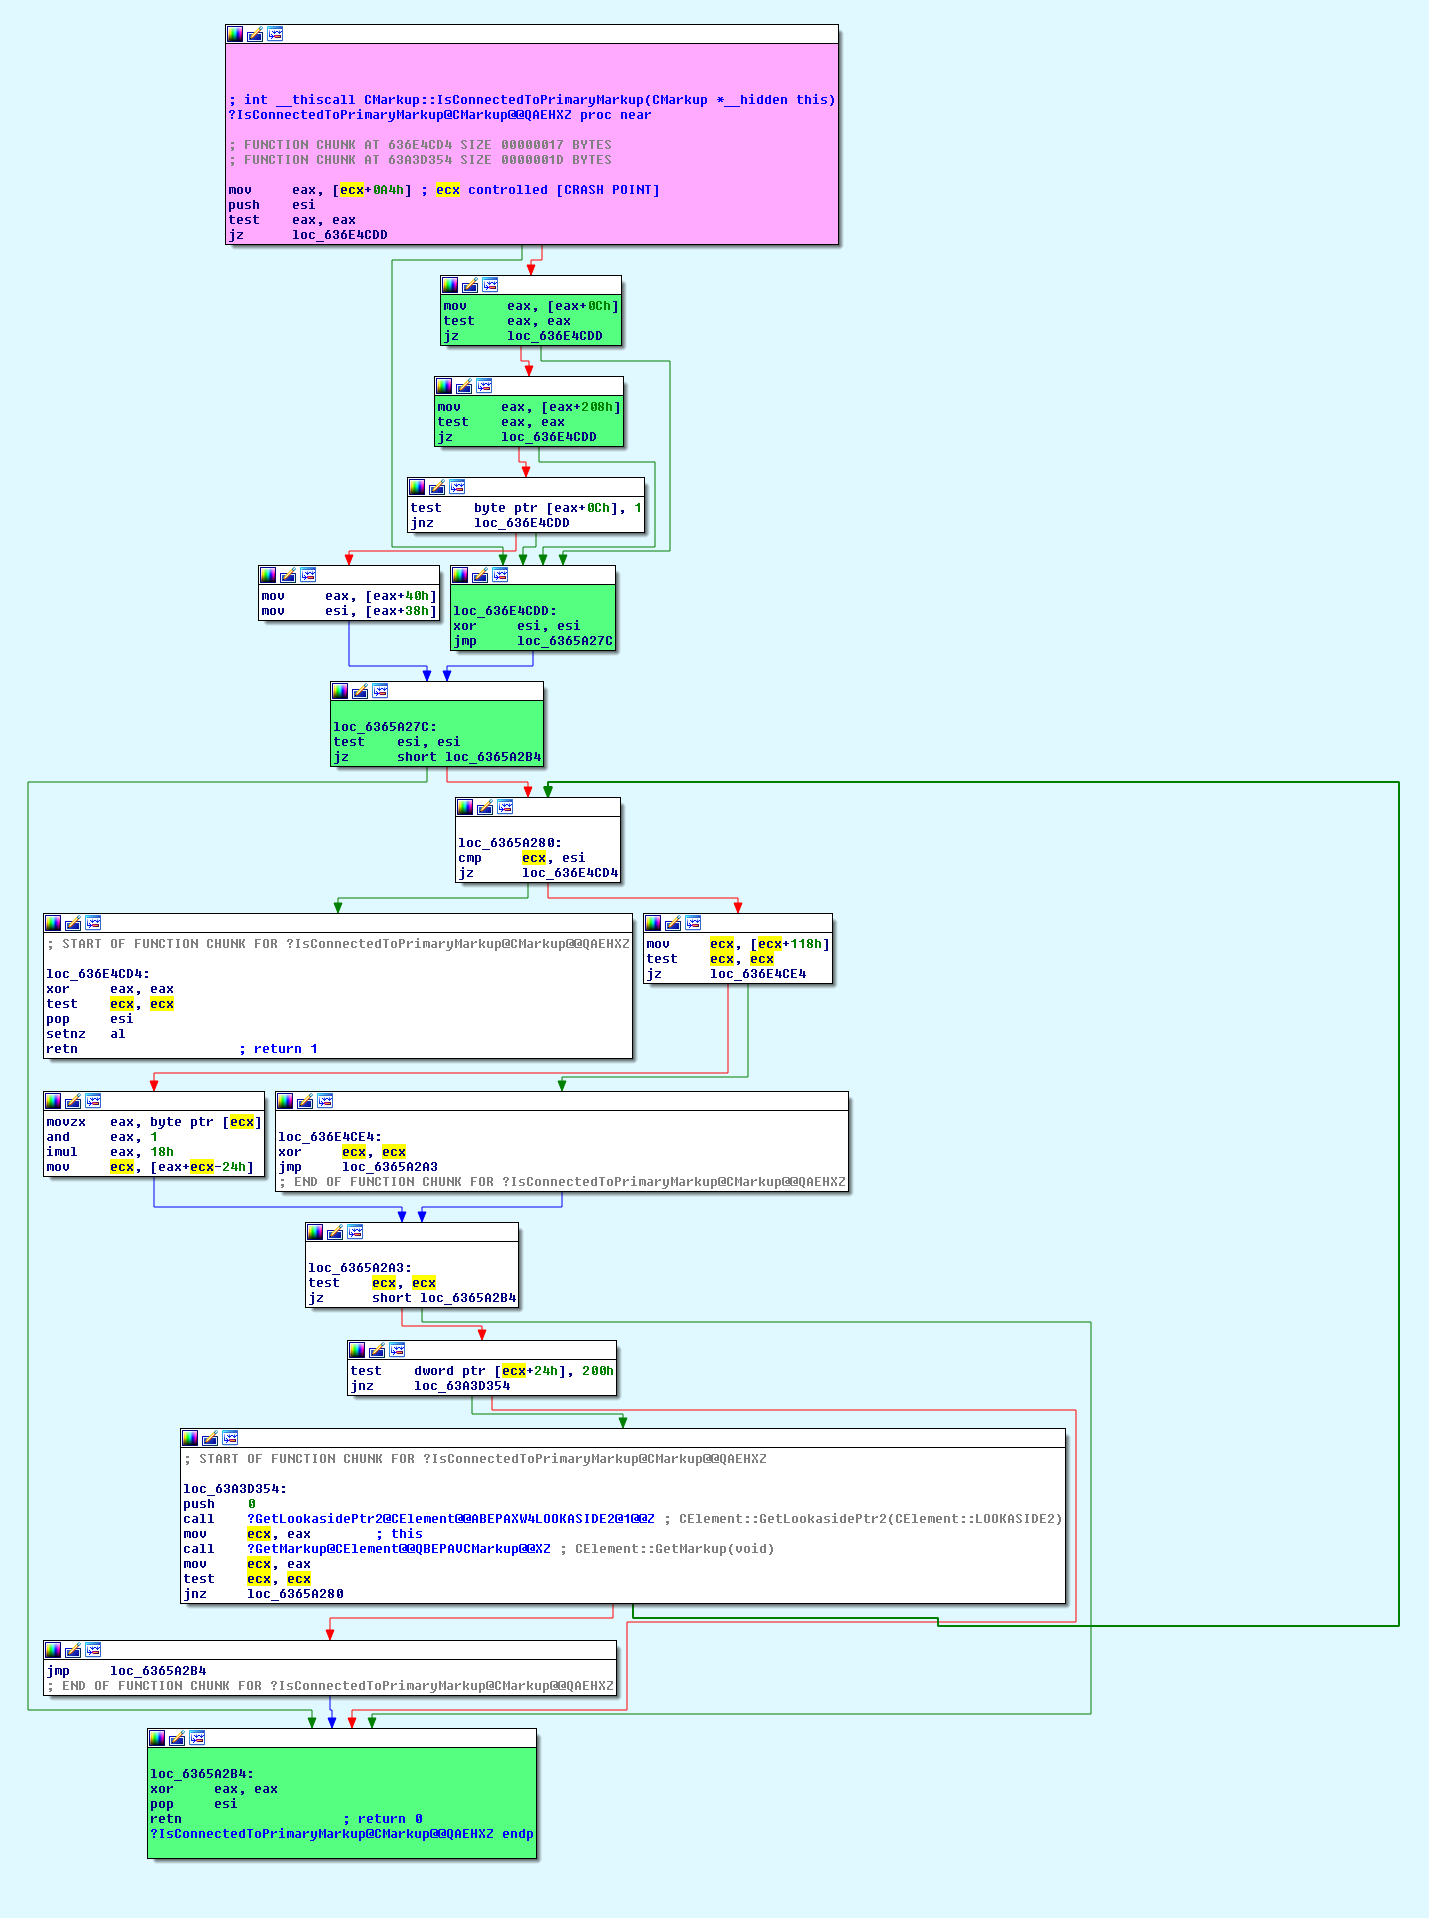 ; int __thiscall CMarkup::IsConnectedToPrimaryMarkup(CMarkup *__hidden this)
?IsConnectedToPrimaryMarkup@CMarkup@@QAEHXZ proc near
; FUNCTION CHUNK AT 636E4CD4 SIZE 00000017 BYTES
; FUNCTION CHUNK AT 63A3D354 SIZE 0000001D BYTES
mov     eax, [ecx+0A4h] ; ecx controlled [CRASH POINT]
push    esi
test    eax, eax
jz      loc_636E4CDD
mov     eax, [eax+0Ch]
test    eax, eax
jz      loc_636E4CDD
mov     eax, [eax+208h]
test    eax, eax
jz      loc_636E4CDD
test    byte ptr [eax+0Ch], 1
jnz     loc_636E4CDD
mov     eax, [eax+40h]
mov     esi, [eax+38h]
loc_636E4CDD:
xor     esi, esi
jmp     loc_6365A27C
loc_6365A27C:
test    esi, esi
jz      short loc_6365A2B4
loc_6365A280:
cmp     ecx, esi
jz      loc_636E4CD4
; START OF FUNCTION CHUNK FOR ?IsConnectedToPrimaryMarkup@CMarkup@@QAEHXZ
loc_636E4CD4:
xor     eax, eax
test    ecx, ecx
pop     esi
setnz   al
retn                    ; return 1
mov     ecx, [ecx+118h]
test    ecx, ecx
jz      loc_636E4CE4
movzx   eax, byte ptr [ecx]
and     eax, 1
imul    eax, 18h
mov     ecx, [eax+ecx-24h]
loc_636E4CE4:
xor     ecx, ecx
jmp     loc_6365A2A3
; END OF FUNCTION CHUNK FOR ?IsConnectedToPrimaryMarkup@CMarkup@@QAEHXZ
loc_6365A2A3:
test    ecx, ecx
jz      short loc_6365A2B4
test    dword ptr [ecx+24h], 200h
jnz     loc_63A3D354
; START OF FUNCTION CHUNK FOR ?IsConnectedToPrimaryMarkup@CMarkup@@QAEHXZ
loc_63A3D354:
push    0
call    ?GetLookasidePtr2@CElement@@ABEPAXW4LOOKASIDE2@1@@Z ; CElement::GetLookasidePtr2(CElement::LOOKASIDE2)
mov     ecx, eax        ; this
call    ?GetMarkup@CElement@@QBEPAVCMarkup@@XZ ; CElement::GetMarkup(void)
mov     ecx, eax
test    ecx, ecx
jnz     loc_6365A280
jmp     loc_6365A2B4
; END OF FUNCTION CHUNK FOR ?IsConnectedToPrimaryMarkup@CMarkup@@QAEHXZ
loc_6365A2B4:
xor     eax, eax
pop     esi
retn                    ; return 0
?IsConnectedToPrimaryMarkup@CMarkup@@QAEHXZ endp